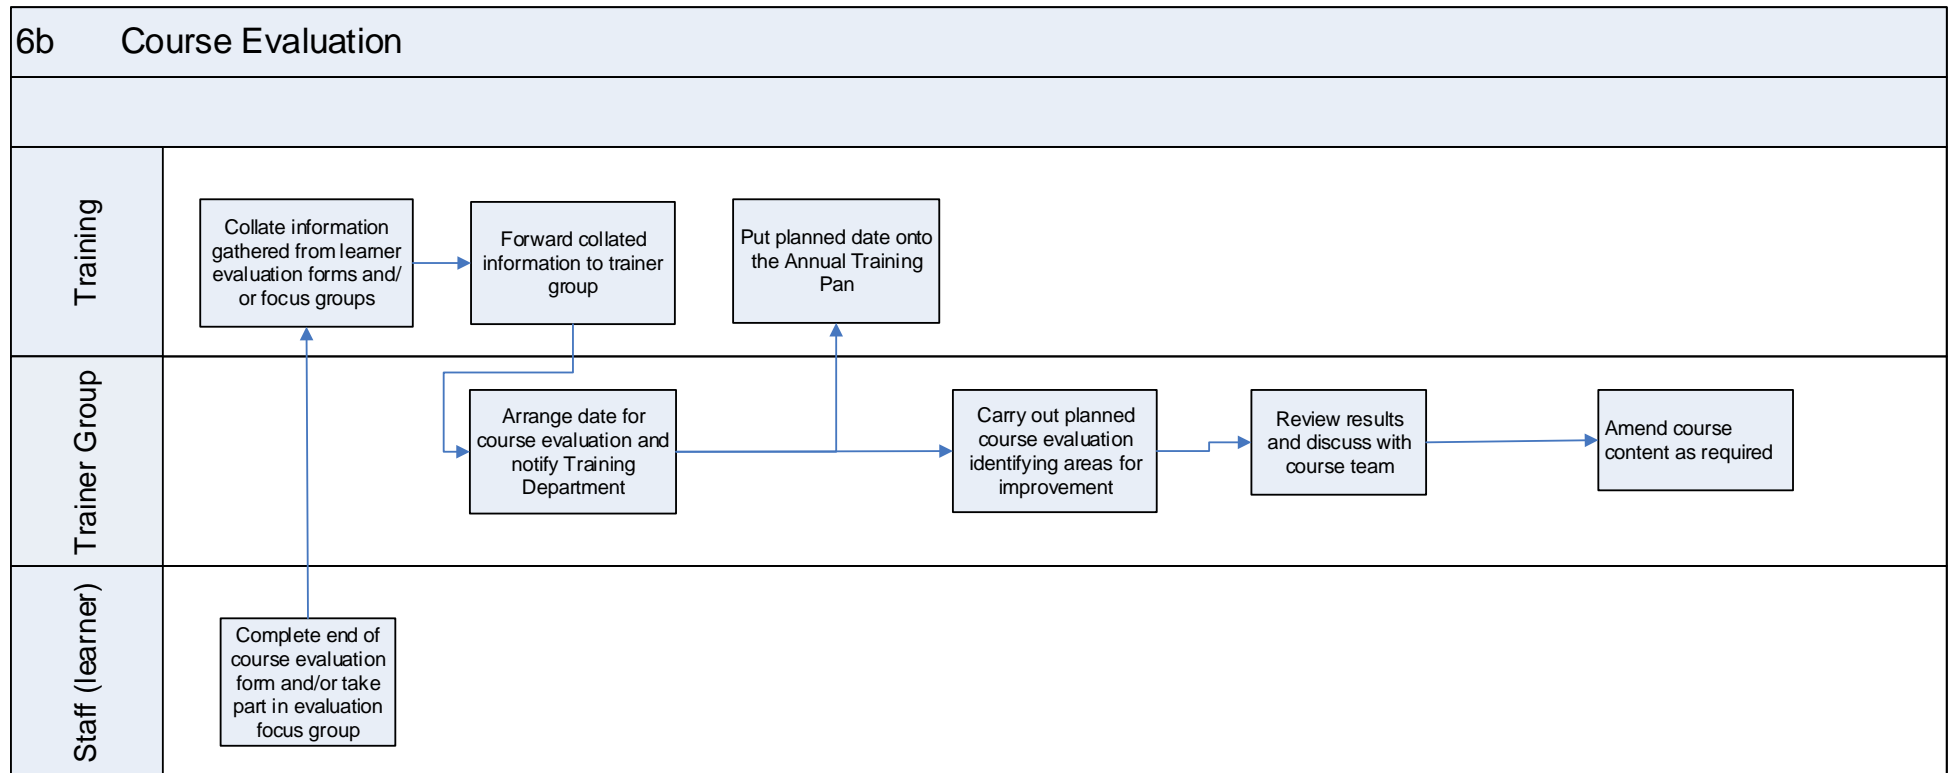 6b Course Evaluation
Training
Collate information
gathered from learner
evaluation forms and/
or focus groups
Forward collated
information to trainer
group
Put planned date onto
the Annual Training
Pan
Trainer Group
Arrange date for
course evaluation and
notify Training
Department
Carry out planned
course evaluation
identifying areas for
improvement
Review results
and discuss with
course team
Amend course
content as required
Staff (learner)
Complete end of
course evaluation
form and/or take
part in evaluation
focus group